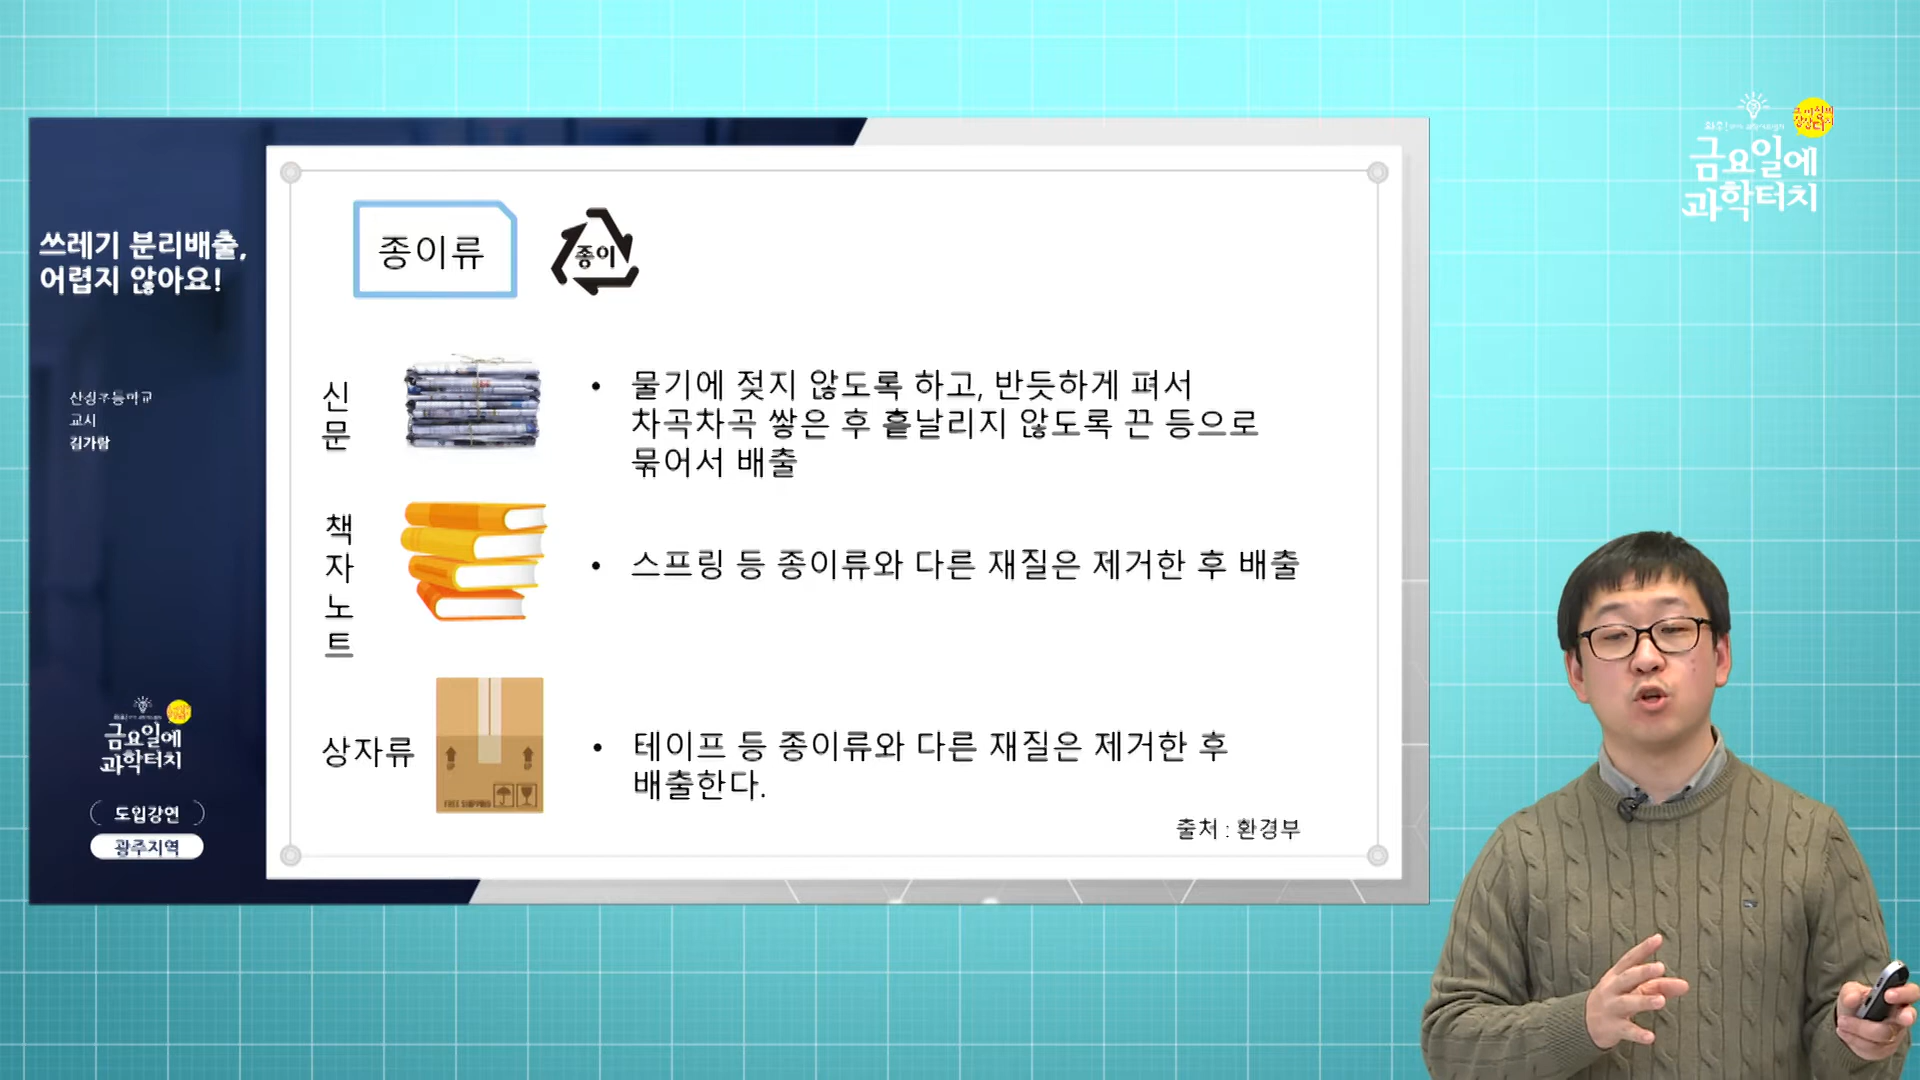 금요일에
과학터치
쓰레기 분리배출,
어렵지 않아요!
교사
김가람
금요일에
과학터치
도입강연
광주지역
종이류
종이
신
문
물기에 젖지 않도록 하고, 반듯하게 펴서
차곡차곡 쌓은 후 흩날리지 않도록 끈 등으로
묶어서 배출
책
자
노
트
스프링 등 종이류와 다른 재질은 제거한 후 배출
상자류
UP
UP
FREE SHIPPING
테이프 등 종이류와 다른 재질은 제거한 후
배출한다.
출처 : 환경부